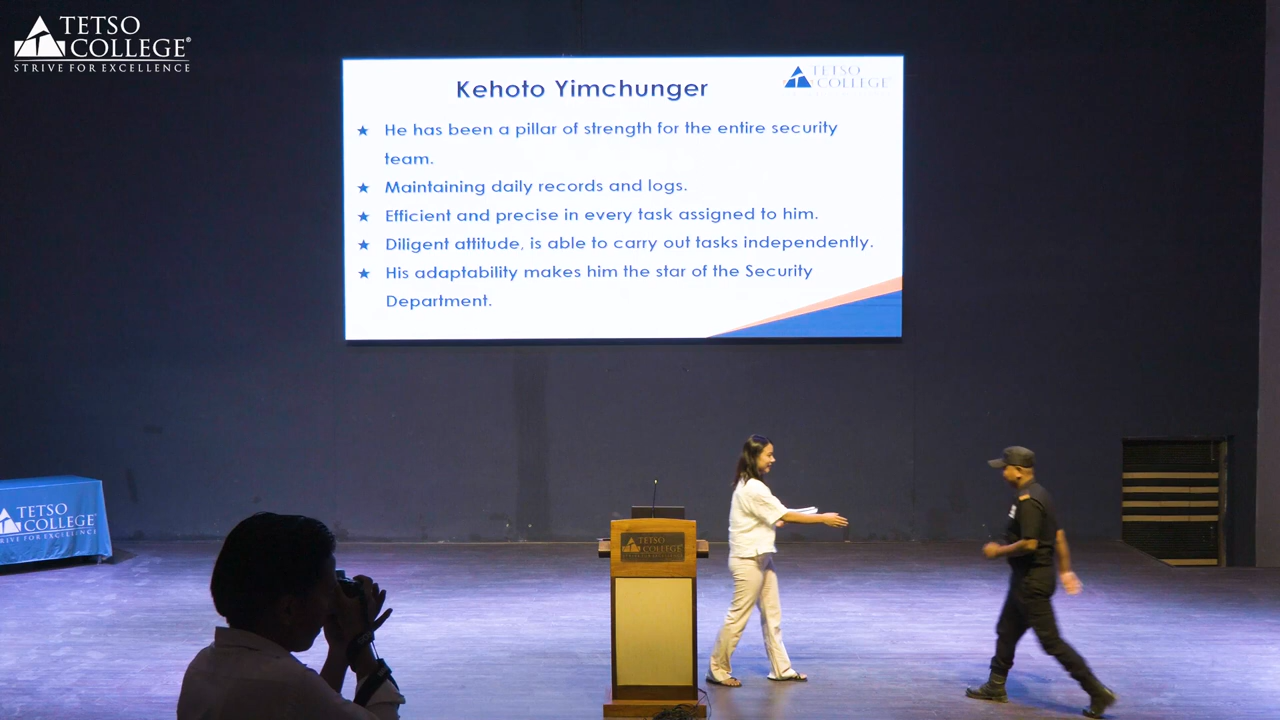 TETSO
COLLEGE®
STRIVE FOR EXCELLENCE
Kehoto Yimchunger
TETSO
COLLEGE
★ He has been a pillar of strength for the entire security
team.
★ Maintaining daily records and logs.
★ Efficient and precise in every task assigned to him.
★ Diligent attitude, is able to carry out tasks independently.
★ His adaptability makes him the star of the Security
Department.
TETSO
COLLEGE
STRIVE FOR EXCELLENCE
TETSO
COLLEGE